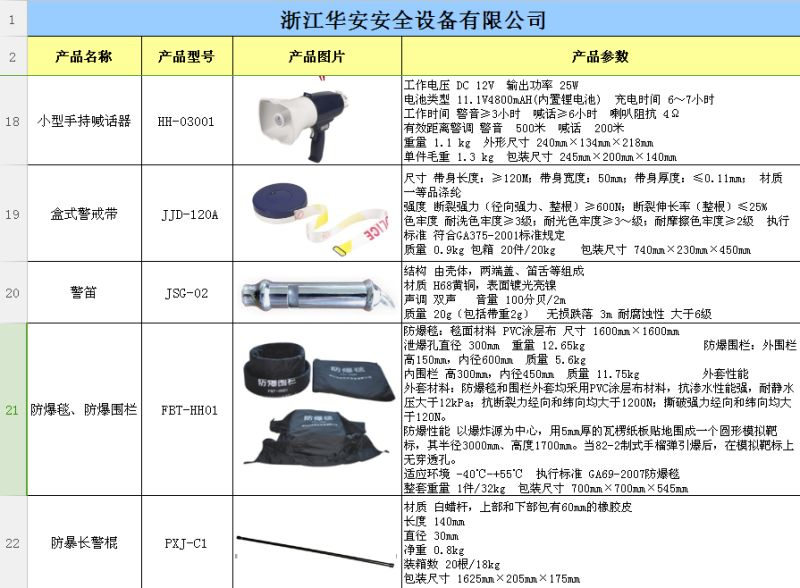 1 浙江华安安全设备有限公司
2 产品名称 产品型号 产品图片 产品参数
18 小型手持喊话器 HH-03001
工作电压 DC 12V 输出功率 25W
电池类型 11.1V4800mAH(内置锂电池) 充电时间 6～7小时
工作时间 警音≥3小时 喊话≥6小时 喇叭阻抗 4Ω
有效距离警调 警音 500米 喊话 200米
重量 1.1 kg 外形尺寸 240mm×134mm×218mm
单件毛重 1.3 kg 包装尺寸 245mm×200mm×140mm
19 盒式警戒带 JJD-120A
POLICE
尺寸 带身长度：≥120M；带身宽度：50mm；带身厚度：≤0.11mm； 材质
一等品涤纶
强度 断裂强力（径向强力、整根）≥600N；断裂伸长率（整根）≤25%
色牢度 耐洗色牢度≥3级；耐光色牢度≥3～级；耐摩擦色牢度≥2级 执行
标准 符合GA375-2001标准规定
质量 0.9kg 包箱 20件/20kg 包装尺寸 740mm×230mm×450mm
20 警笛 JSG-02
结构 由壳体，两端盖、笛舌等组成
材质 H68黄铜，表面镀光亮镍
声调 双声 音量 100分贝/2m
质量 20g（包括带重2g） 无损跌落 3m 耐腐蚀性 大于6级
21 防爆毯、防爆围栏 FBT-HH01
防爆围栏
防爆毯
防爆毯：毯面材料 PVC涂层布 尺寸 1600mm×1600mm
泄爆孔直径 300mm 重量 12.65kg 防爆围栏：外围栏
高150mm，内径600mm 质量 5.6kg
内围栏 高300mm，内径450mm 质量 11.75kg 外套性能
外套材料：防爆毯和围栏外套均采用PVC涂层布材料，抗渗水性能强，耐静水
压大于12kPa；抗断裂力经向和纬向均大于1200N；撕破强力经向和纬向均大
于120N。
防爆性能 以爆炸源为中心，用5mm厚的瓦楞纸板贴地围成一个圆形模拟靶
标，其半径3000mm、高度1700mm。当82-2制式手榴弹引爆后，在模拟靶标上
无穿透孔。
适应环境 -40℃-+55℃ 执行标准 GA69-2007防爆毯
整套重量 1件/32kg 包装尺寸 700mm×700mm×545mm
22 防暴长警棍 PXJ-C1
材质 白蜡杆，上部和下部包有60mm的橡胶皮
长度 140mm
直径 30mm
净重 0.8kg
装箱数 20根/18kg
包装尺寸 1625mm×205mm×175mm